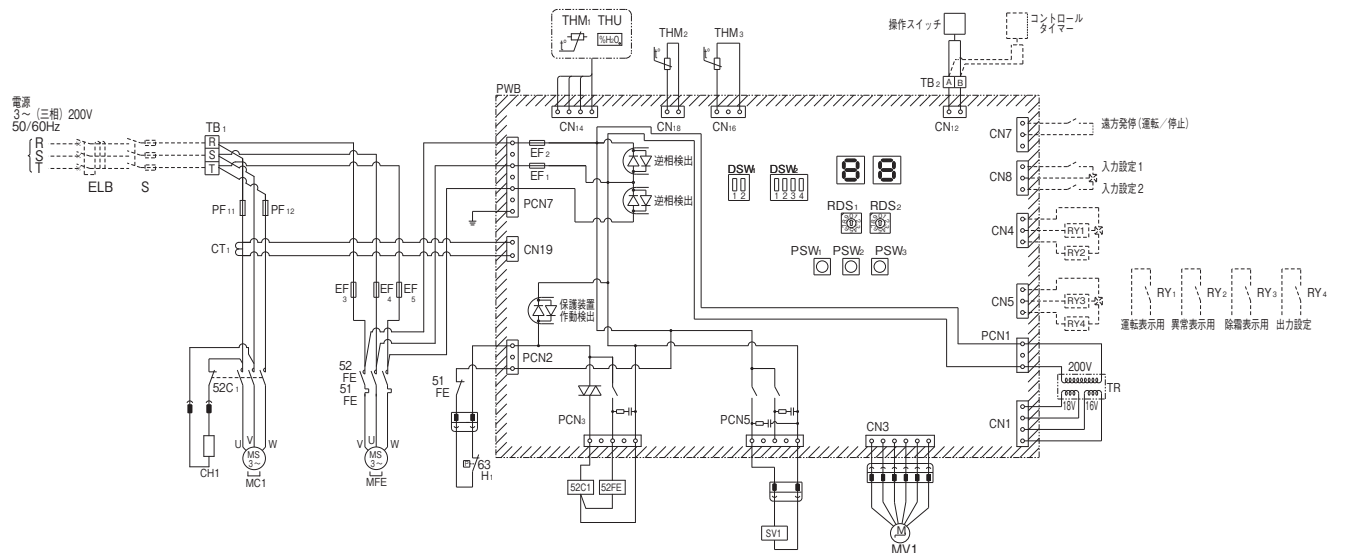 THM₁ THU
t°
%H₂O
THM₂
t°
THM₃
t°
操作スイッチ
コントロール
タイマー
TB₂ A B
PWB
CN14
CN18
CN16
CN12
電源
3～ (三相) 200V
50/60Hz
R
S
T
ELB
S
TB₁
R
S
T
EF₂
EF₁
PCN7
逆相検出
逆相検出
DSW₁
1 2
DSW₂
1 2 3 4
8 8
RDS₁ RDS₂
PSW₁ PSW₂ PSW₃
CN7
遠方発停(運転／停止)
CN8
入力設定1
入力設定2
CN4
RY1
RY2
CN5
RY3
RY4
RY₁
RY₂
RY₃
RY₄
運転表示用
異常表示用
除霜表示用
出力設定
PF₁₁
PF₁₂
CT₁
CN19
EF₃
EF₄
EF₅
保護装置
作動検出
PCN2
PCN1
200V
TR
18V
16V
CN1
52C₁
52
FE
51
FE
51
FE
63
H₁
P
PCN₃
PCN5
CN3
CH1
U
V
W
MS
3～
MC1
V
U
W
MS
3～
MFE
52C1
52FE
SV1
M
MV1